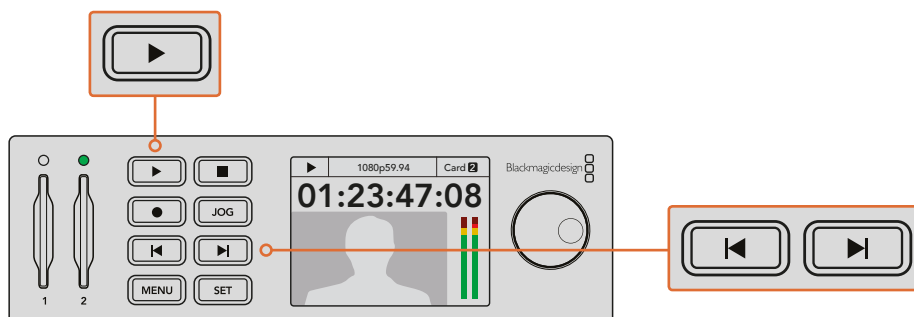 1080p59.94
Card 2
Blackmagicdesign
01:23:47:08
JOG
MENU
SET
1
2